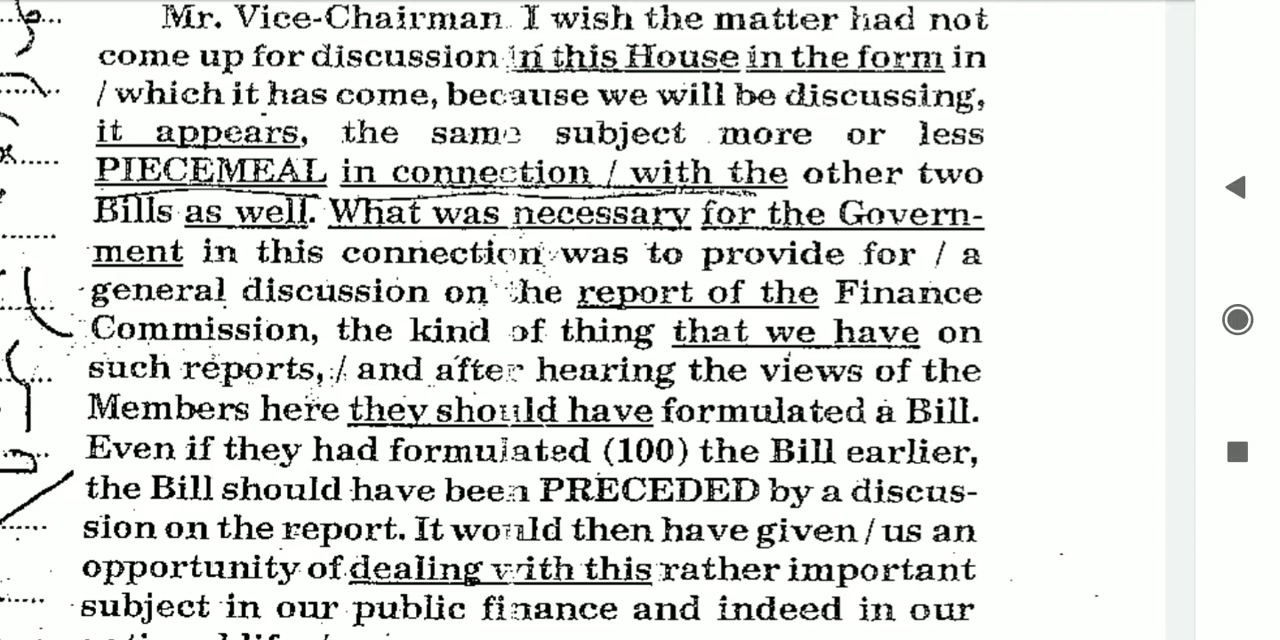 Mr. Vice-Chairman. I wish the matter had not
come up for discussion in this House in the form in
/ which it has come, because we will be discussing,
it appears, the same subject more or less
PIECEMEAL in connection / with the other two
Bills as well. What was necessary for the Govern-
ment in this connection was to provide for / a
general discussion on the report of the Finance
Commission, the kind of thing that we have on
such reports, / and after hearing the views of the
Members here they should have formulated a Bill.
Even if they had formulated (100) the Bill earlier,
the Bill should have been PRECEDED by a discus-
sion on the report. It would then have given / us an
opportunity of dealing with this rather important
subject in our public finance and indeed in our